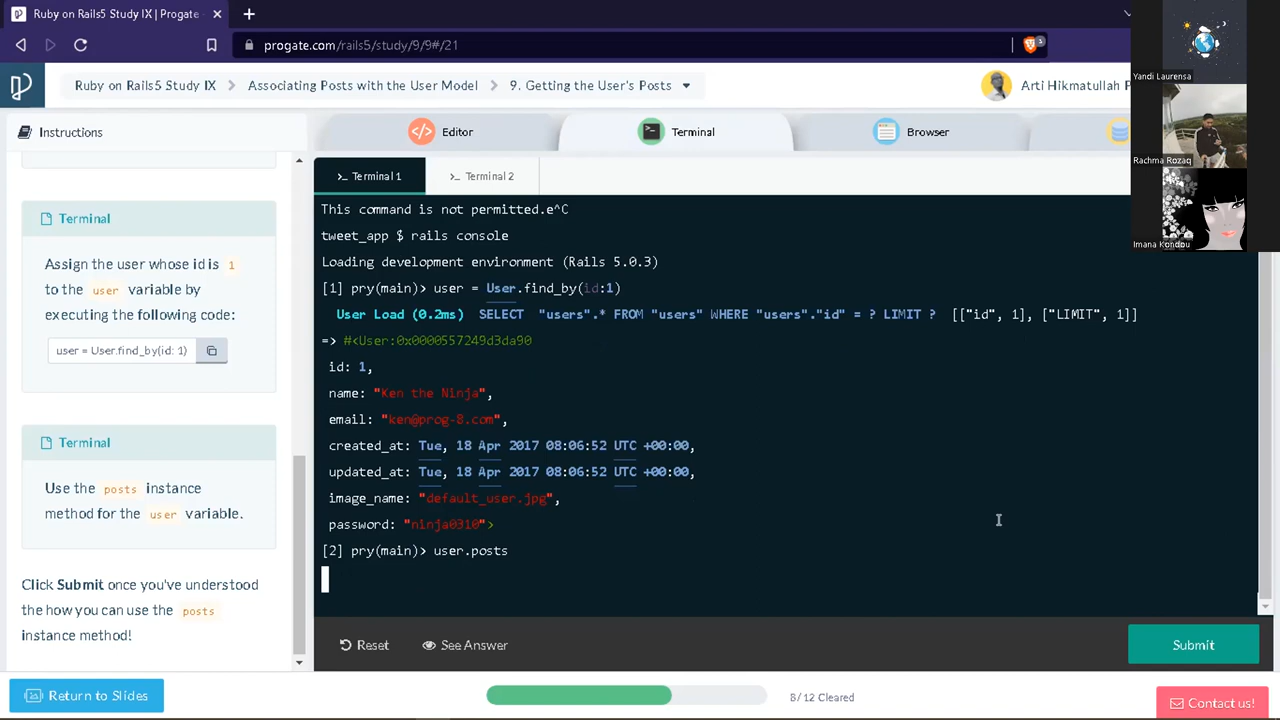 Ruby on Rails5 Study IX | Progate
progate.com/rails5/study/9/9#/21
Ruby on Rails5 Study IX
Associating Posts with the User Model
9. Getting the User's Posts
Arti Hikmatullah P
Yandi Laurensa
Rachma Rozaq
Imana Kondou
Instructions
Editor
Terminal
Browser
Terminal 1
Terminal 2
Terminal
Assign the user whose id is 1
to the user variable by
executing the following code:
user = User.find_by(id: 1)
Terminal
Use the posts instance
method for the user variable.
Click Submit once you've understood
the how you can use the posts
instance method!
This command is not permitted.e^C
tweet_app $ rails console
Loading development environment (Rails 5.0.3)
[1] pry(main)> user = User.find_by(id:1)
User Load (0.2ms) SELECT "users".* FROM "users" WHERE "users"."id" = ? LIMIT ? [["id", 1], ["LIMIT", 1]]
=> #<User:0x0000557249d3da90
id: 1,
name: "Ken the Ninja",
email: "ken@prog-8.com",
created_at: Tue, 18 Apr 2017 08:06:52 UTC +00:00,
updated_at: Tue, 18 Apr 2017 08:06:52 UTC +00:00,
image_name: "default_user.jpg",
password: "ninja0310">
[2] pry(main)> user.posts
Reset
See Answer
Submit
Return to Slides
8/12 Cleared
Contact us!